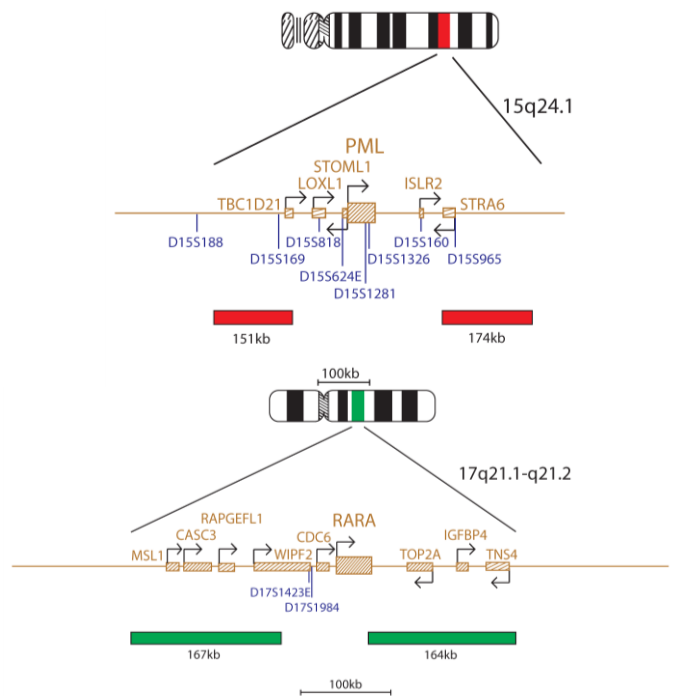 15q24.1
PML
STOML1
LOXL1 ISLR2
TBC1D21 STRA6
D15S188 D15S818 D15S160
D15S169 D15S1326 D15S965
D15S624E
D15S1281
151kb 174kb
100kb
17q21.1-q21.2
RAPGEFL1 RARA
CASC3 CDC6 IGFBP4
MSL1 WIPF2 TOP2A TNS4
D17S1423E
D17S1984
167kb 164kb
100kb